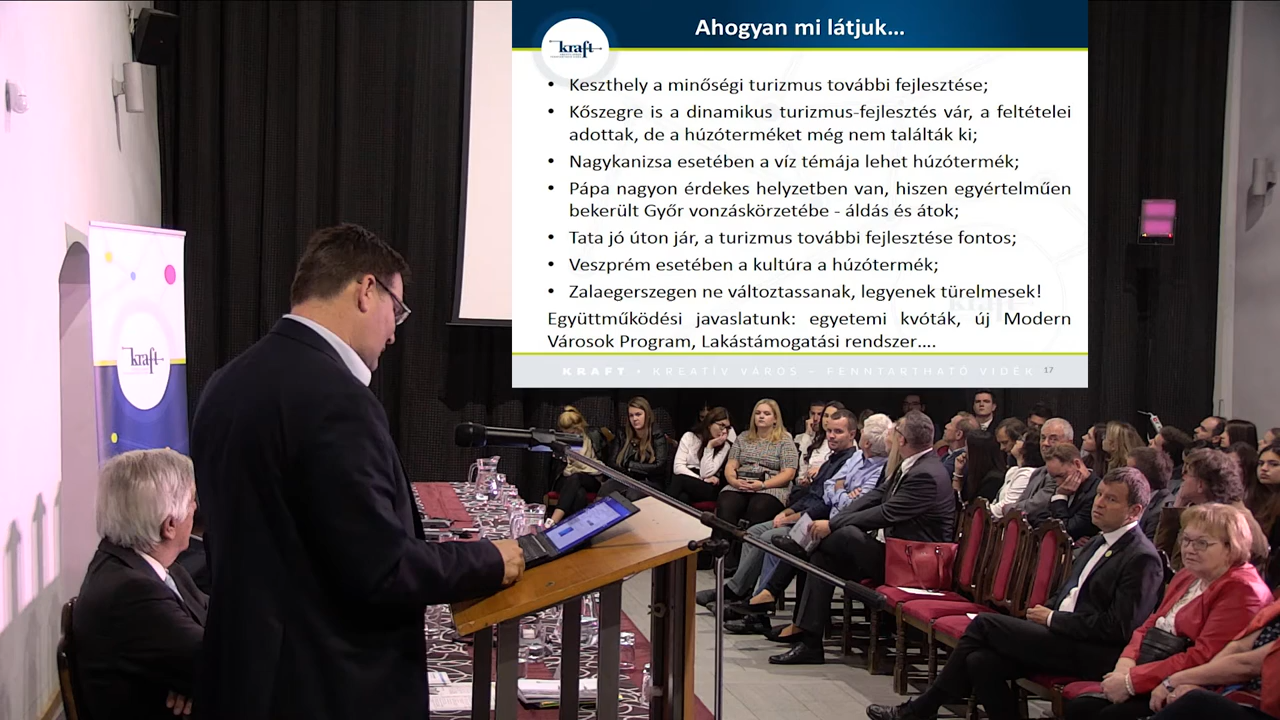 Ahogyan mi látjuk...
kraft
• Keszthely a minőségi turizmus további fejlesztése;
• Kőszegre is a dinamikus turizmus-fejlesztés vár, a feltételei
adottak, de a húzóterméket még nem találták ki;
• Nagykanizsa esetében a víz témája lehet húzótermék;
• Pápa nagyon érdekes helyzetben van, hiszen egyértelműen
bekerült Győr vonzáskörzetébe - áldás és átok;
• Tata jó úton jár, a turizmus további fejlesztése fontos;
• Veszprém esetében a kultúra a húzótermék;
• Zalaegerszegen ne változtassanak, legyenek türelmesek!
Együttműködési javaslatunk: egyetemi kvóták, új Modern
Városok Program, Lakástámogatási rendszer....
KRAFT • KREATÍV VÁROS – FENNTARTHATÓ VIDÉK 17
kraft